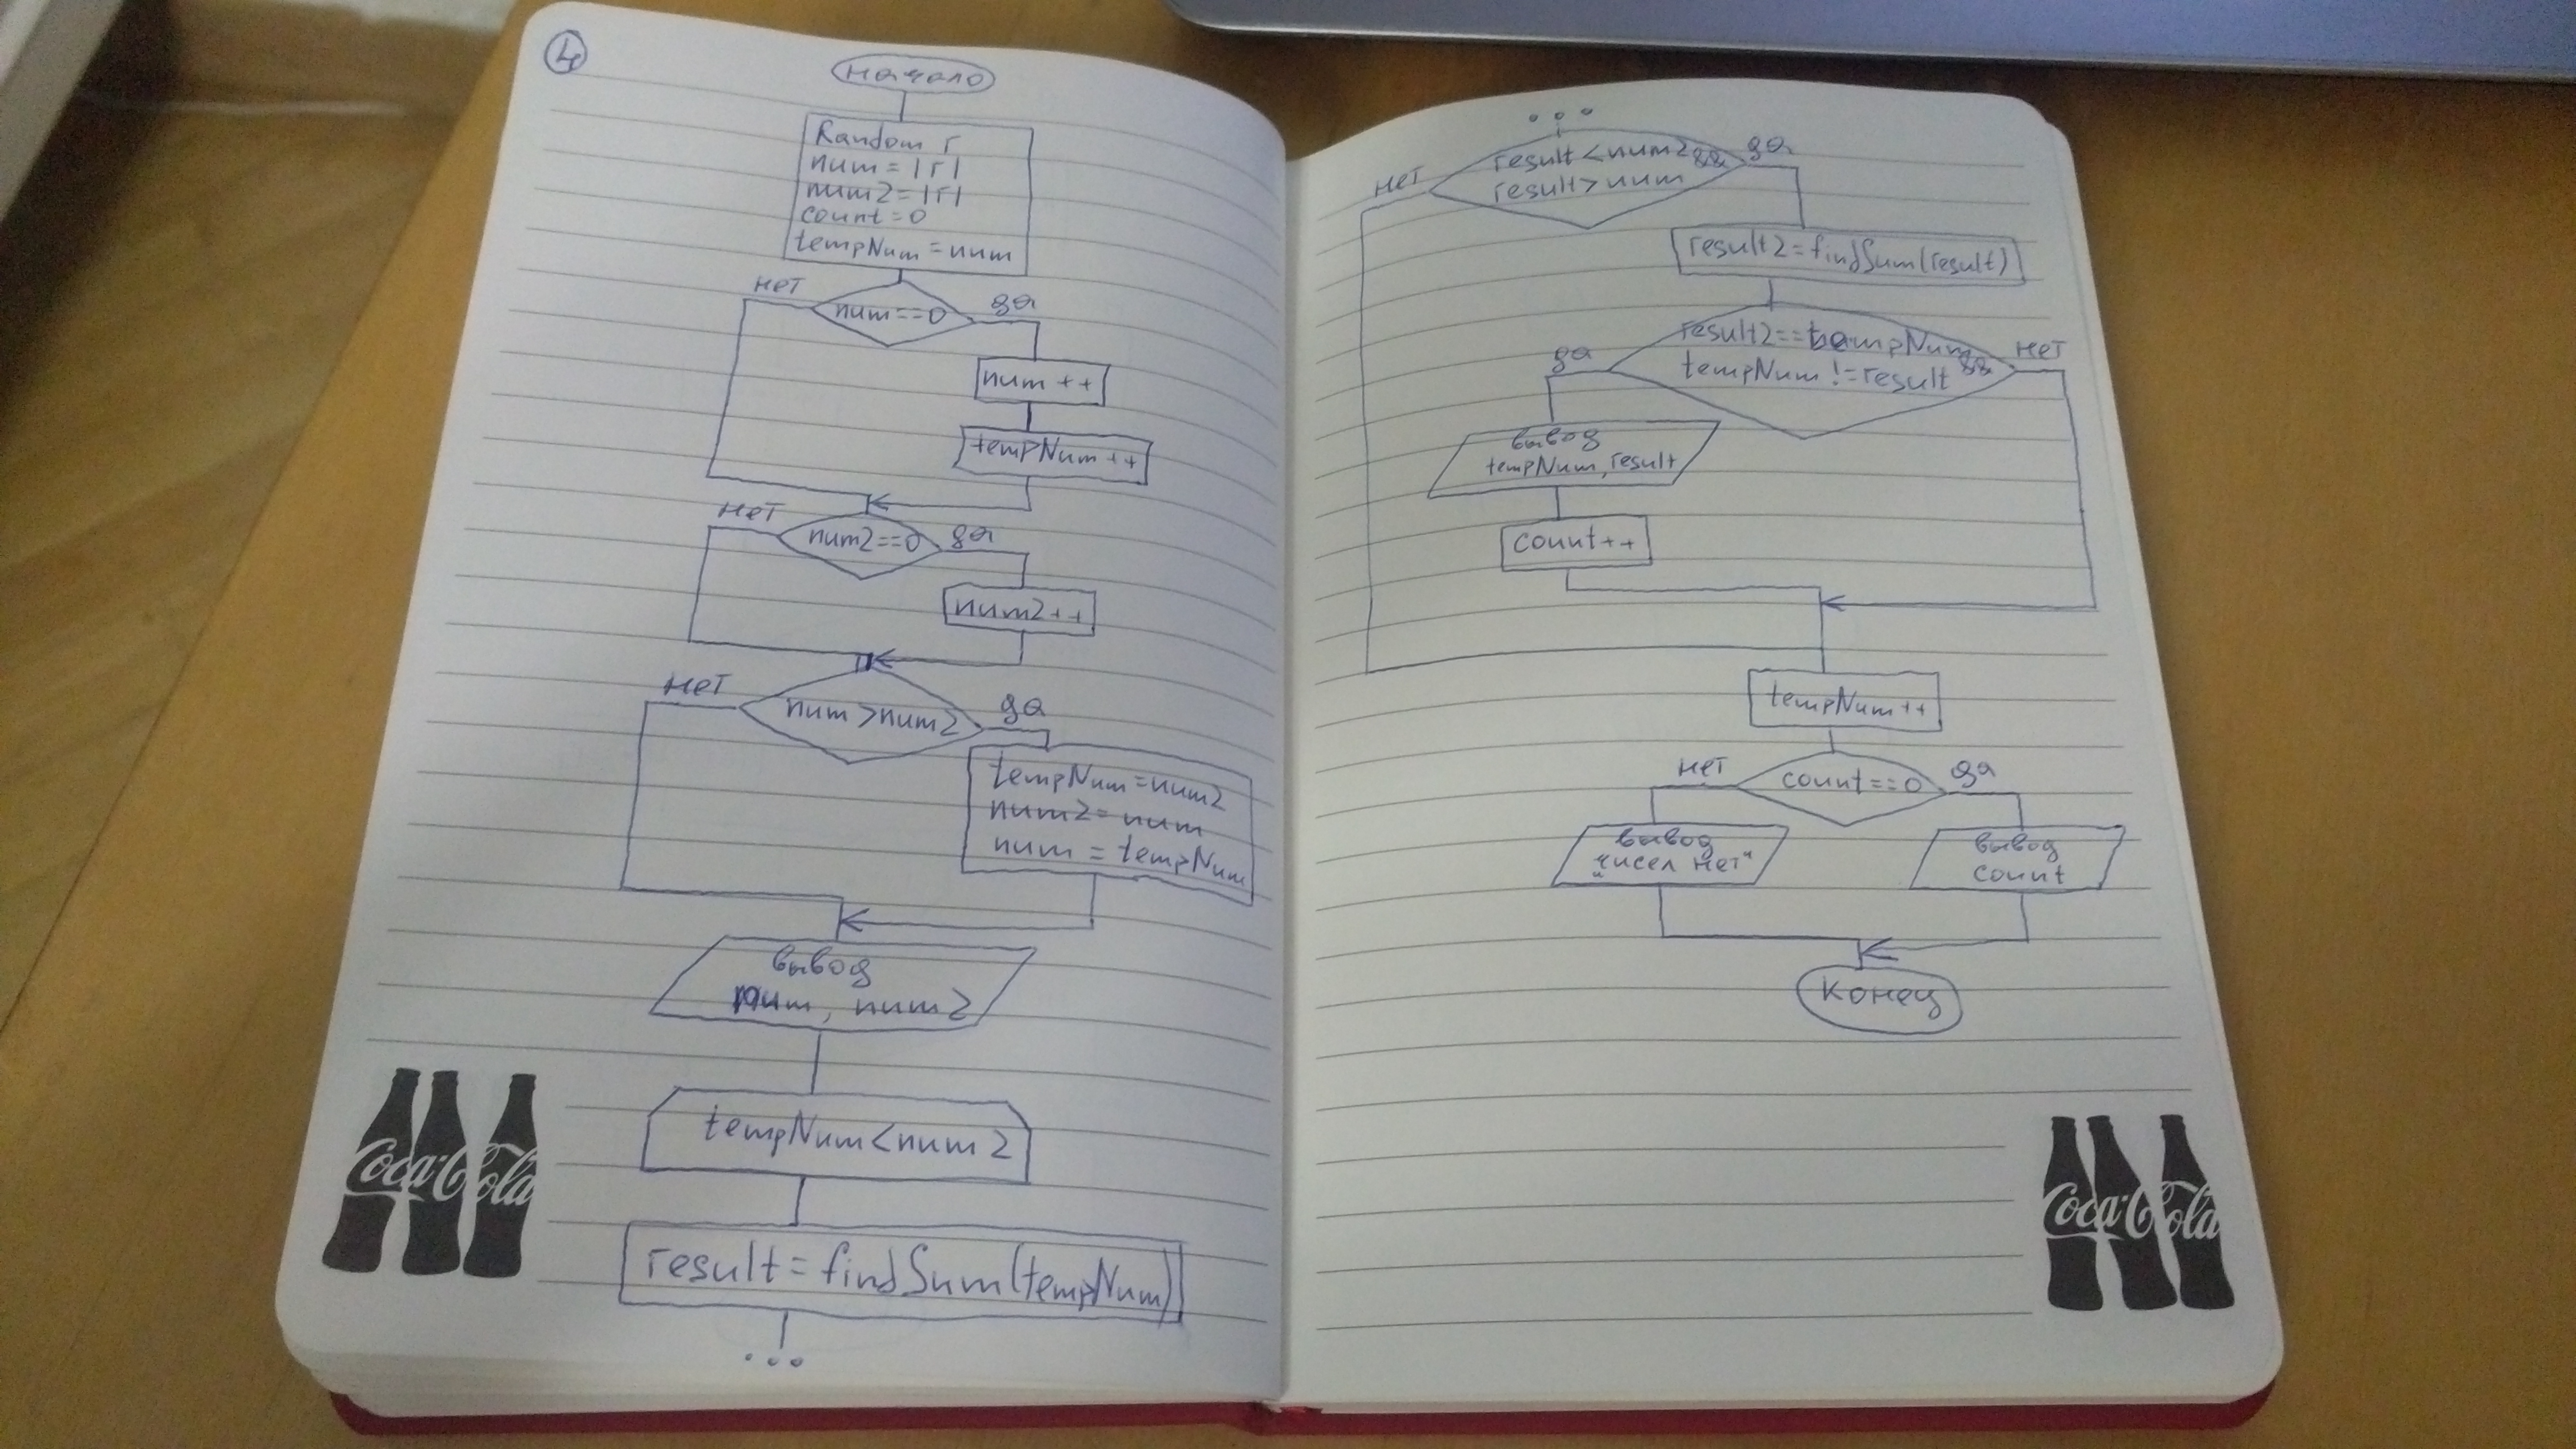 4
начало
Random r
num = |r|
num2 = |r|
count = 0
tempNum = num
нет
да
num==0
num++
tempNum++
нет
да
num2==0
num2++
нет
да
num>num2
tempNum=num2
num2=num
num = tempNum
вывод
num, num2
tempNum<num2
result=findSum(tempNum)
...
...
result<num2 &&
result>num
нет
да
result2=findSum(result)
result2==tempNum &&
tempNum!=result
да
нет
вывод
tempNum, result
count++
tempNum++
нет
да
count==0
вывод
"чисел нет"
вывод
count
конец
Coca-Cola
Coca-Cola